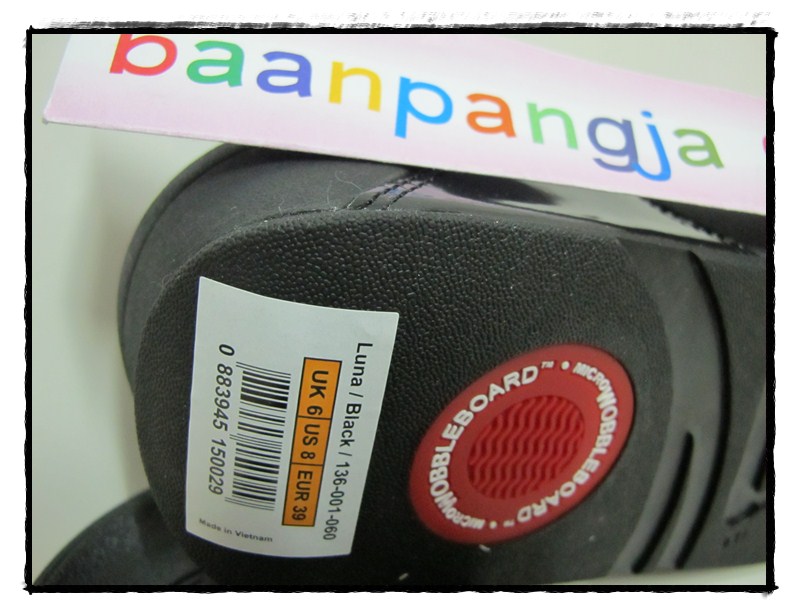 baanpangja
Luna / Black / 136-001-060
UK 6 US 8 EUR 39
0 883945 150029
Made in Vietnam
MICROWOBBLEBOARD™ • MICROWOBBLEBOARD™ •